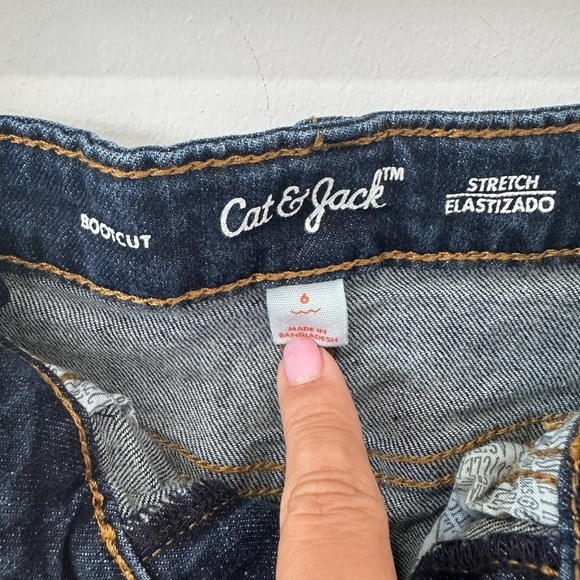 BOOTCUT
Cat & Jack™
STRETCH
ELASTIZADO
6
MADE IN
BANGLADESH